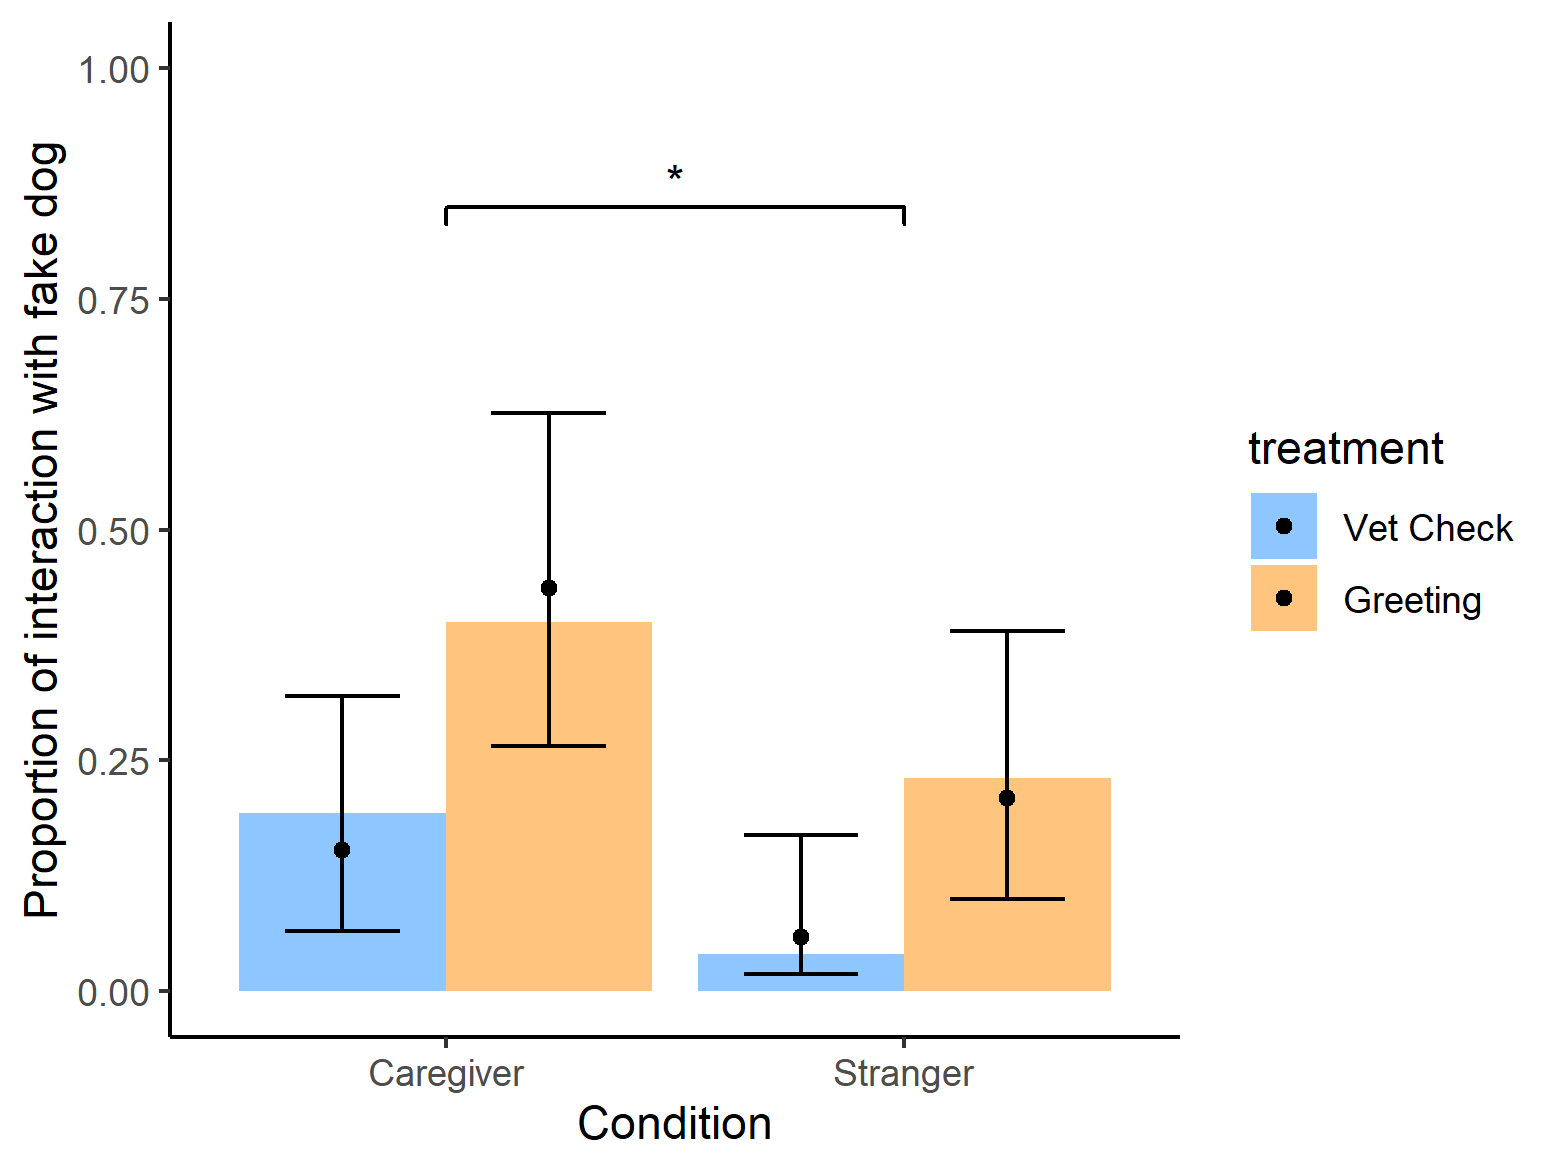 Proportion of interaction with fake dog
1.00
0.75
0.50
0.25
0.00
*
Caregiver
Stranger
Condition
treatment
Vet Check
Greeting